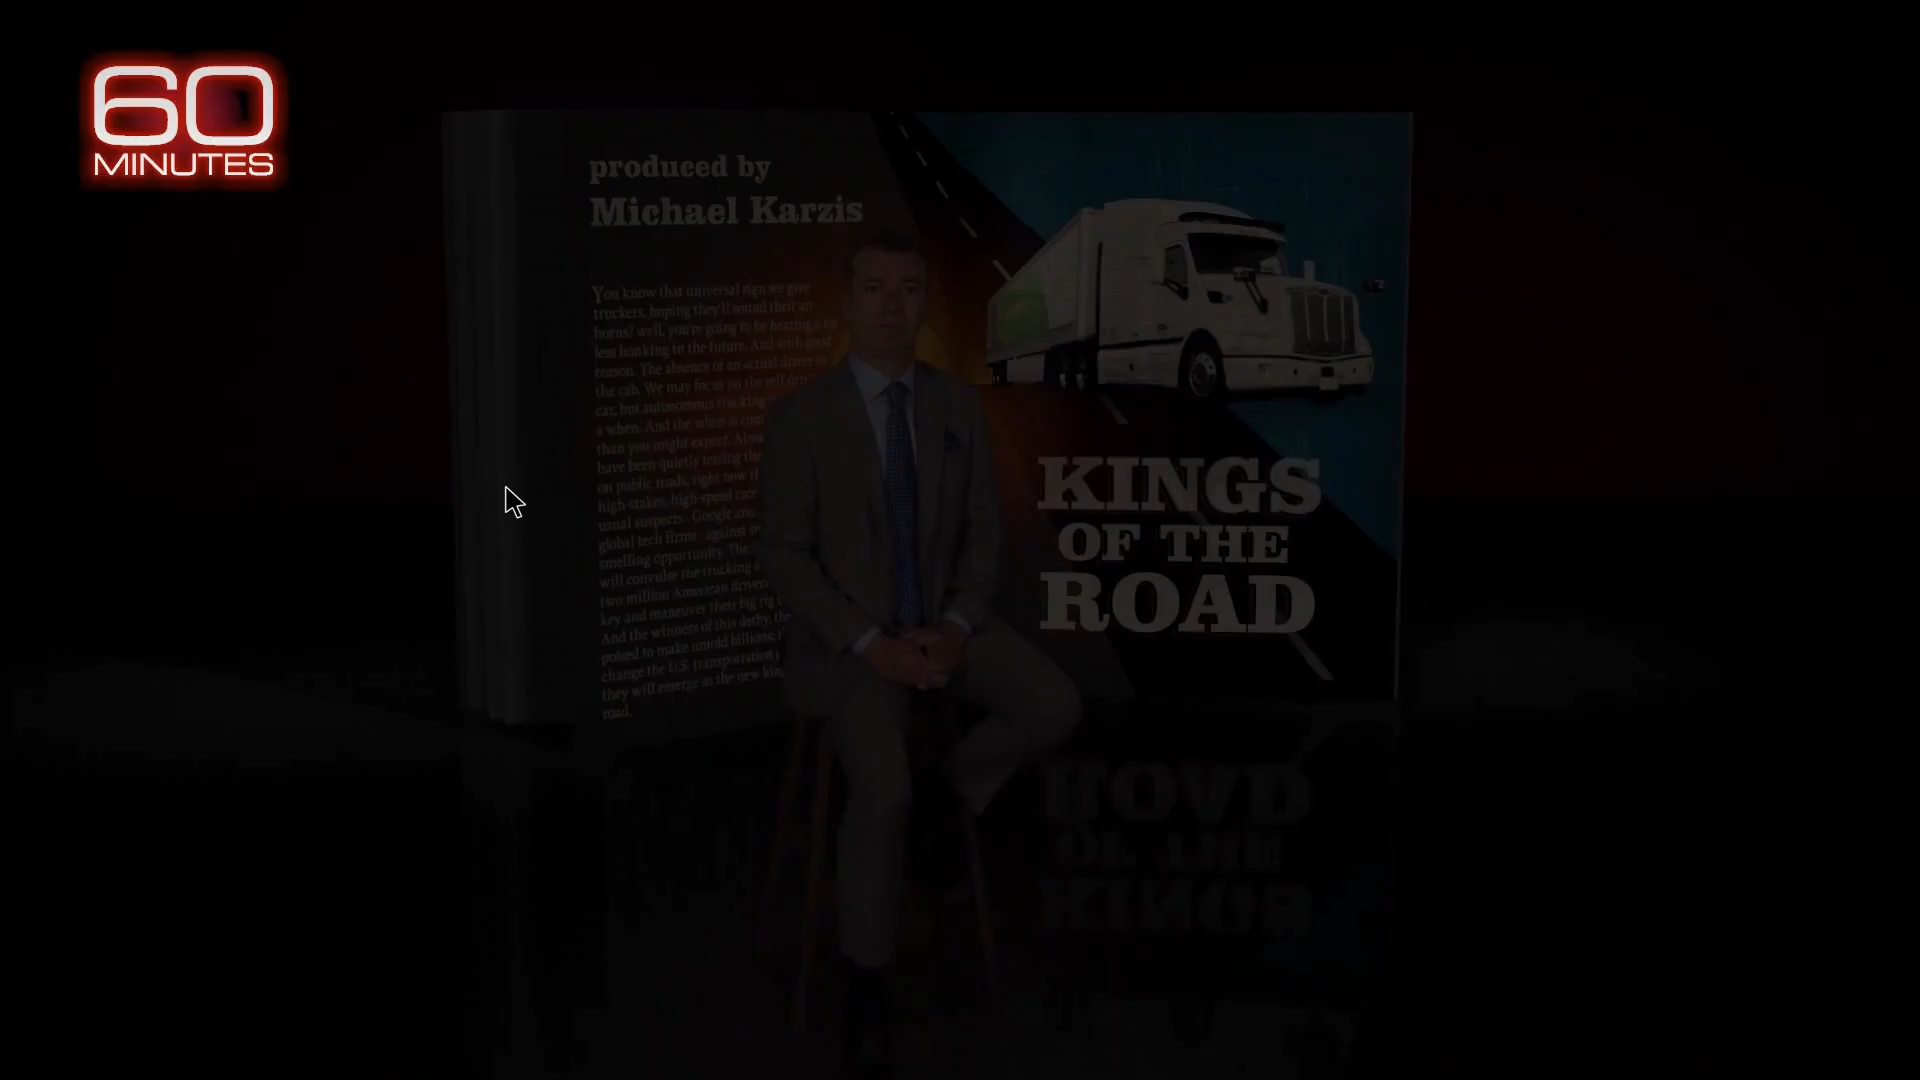 60
MINUTES
produced by
Michael Karzis
You know that universal sign we give
truckers, hoping they'll sound their air
horns? well, you're going to be hearing a lot
less honking in the future. And with good
reason. The absence of an actual driver in
the cab. We may focus on the self
car, but autonomous trucking
a when. And the when is
than you might expect.
have been quietly testing
on public roads, right now
high-stakes, high-speed race
usual suspects Google and
global tech firms against
smelling opportunity. The
will convulse the trucking
two million American
key and maneuver their big rig
And the winners of this derby, the
poised to make untold billions;
change the U.S. transportation
they will emerge as the new
road.
KINGS
OF THE
ROAD